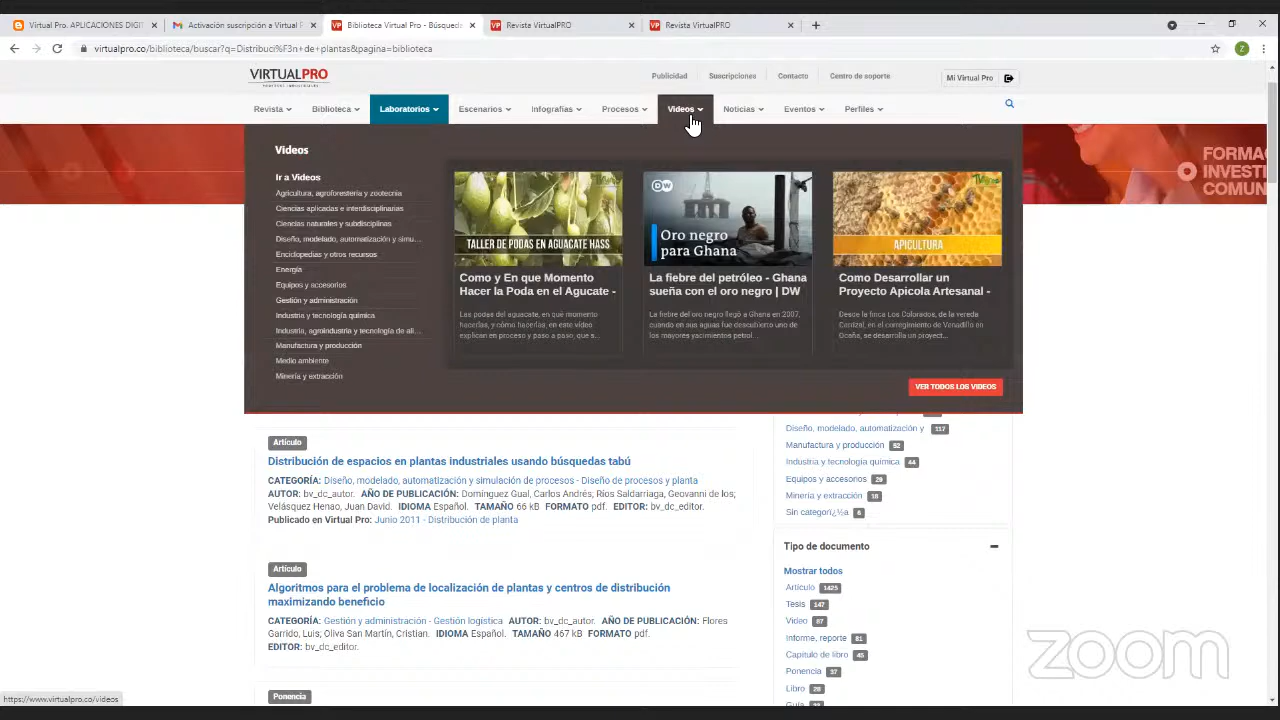 Virtual PRO: APLICACIONES DIGIT
Activación scriptural a Virtual P
Biblioteca Virtual Pro - Búsqued
Revista VirtualPRO
Revista VirtualPRO
virtualpro.co/biblioteca/buscar?q=Distribuci%F3n+de+plantas&pagina=biblioteca
Z
VIRTUALPRO
Publicidad
Suscripciones
Contacto
Centro de soporte
Mi Virtual Pro
Revista
Biblioteca
Laboratorios
Escenarios
Infografías
Procesos
Videos
Noticias
Eventos
Perfiles
FORMAC
INVESTI
COMUN
Videos
Ir a Videos
Agricultura, agroforestería y zootecnia
Ciencias aplicadas e interdisciplinarias
Ciencias naturales y subdisciplinas
Diseño, modelado, automatización y simu...
Enciclopedias y otros recursos
Energía
Equipos y accesorios
Gestión y administración
Industria y tecnología química
Industria, agroindustria y tecnología de ali...
Manufactura y producción
Medio ambiente
Minería y extracción
TALLER DE PODAS EN AGUACATE HASS
Como y En que Momento
Hacer la Poda en el Agucate -
Las podas del aguacate, en qué momento
hacerlas, y cómo hacerlas, en este video
explican en proceso y paso a paso, que s...
DW
Oro negro
para Ghana
La fiebre del petróleo - Ghana
sueña con el oro negro | DW
La fiebre del oro negro llegó a Ghana en 2007,
cuando en sus aguas fue descubierto uno de
los mayores yacimientos petrol...
APICULTURA
Como Desarrollar un
Proyecto Apicola Artesanal -
Desde la finca Los Colorados, de la vereda
Carrizal, en el corregimiento de Venadillo en
Ocaña, se desarrolla un proyect...
VER TODOS LOS VIDEOS
Artículo
Distribución de espacios en plantas industriales usando búsquedas tabú
CATEGORÍA: Diseño, modelado, automatización y simulación de procesos - Diseño de procesos y planta
AUTOR: bv_dc_autor. AÑO DE PUBLICACIÓN: Domínguez Gual, Carlos Andrés, Ríos Saldarriaga, Geovanni de los;
Velásquez Henao, Juan David. IDIOMA Español. TAMAÑO 66 kB FORMATO pdf. EDITOR: bv_dc_editor.
Publicado en Virtual Pro: Junio 2011 - Distribución de planta
Artículo
Algoritmos para el problema de localización de plantas y centros de distribución
maximizando beneficio
CATEGORÍA: Gestión y administración - Gestión logística AUTOR: bv_dc_autor. AÑO DE PUBLICACIÓN: Flores
Garrido, Luis, Oliva San Martín, Cristian. IDIOMA Español. TAMAÑO 467 kB FORMATO pdf.
EDITOR: bv_dc_editor.
Ponencia
Diseño, modelado, automatización y 117
Manufactura y producción 52
Industria y tecnología química 44
Equipos y accesorios 29
Minería y extracción 18
Sin categorï¿½a 6
Tipo de documento
Mostrar todos
Artículo 1425
Tesis 147
Video 87
Informe, reporte 81
Capítulo de libro 45
Ponencia 37
Libro 28
Guía
zoom
https://www.virtualpro.co/videos